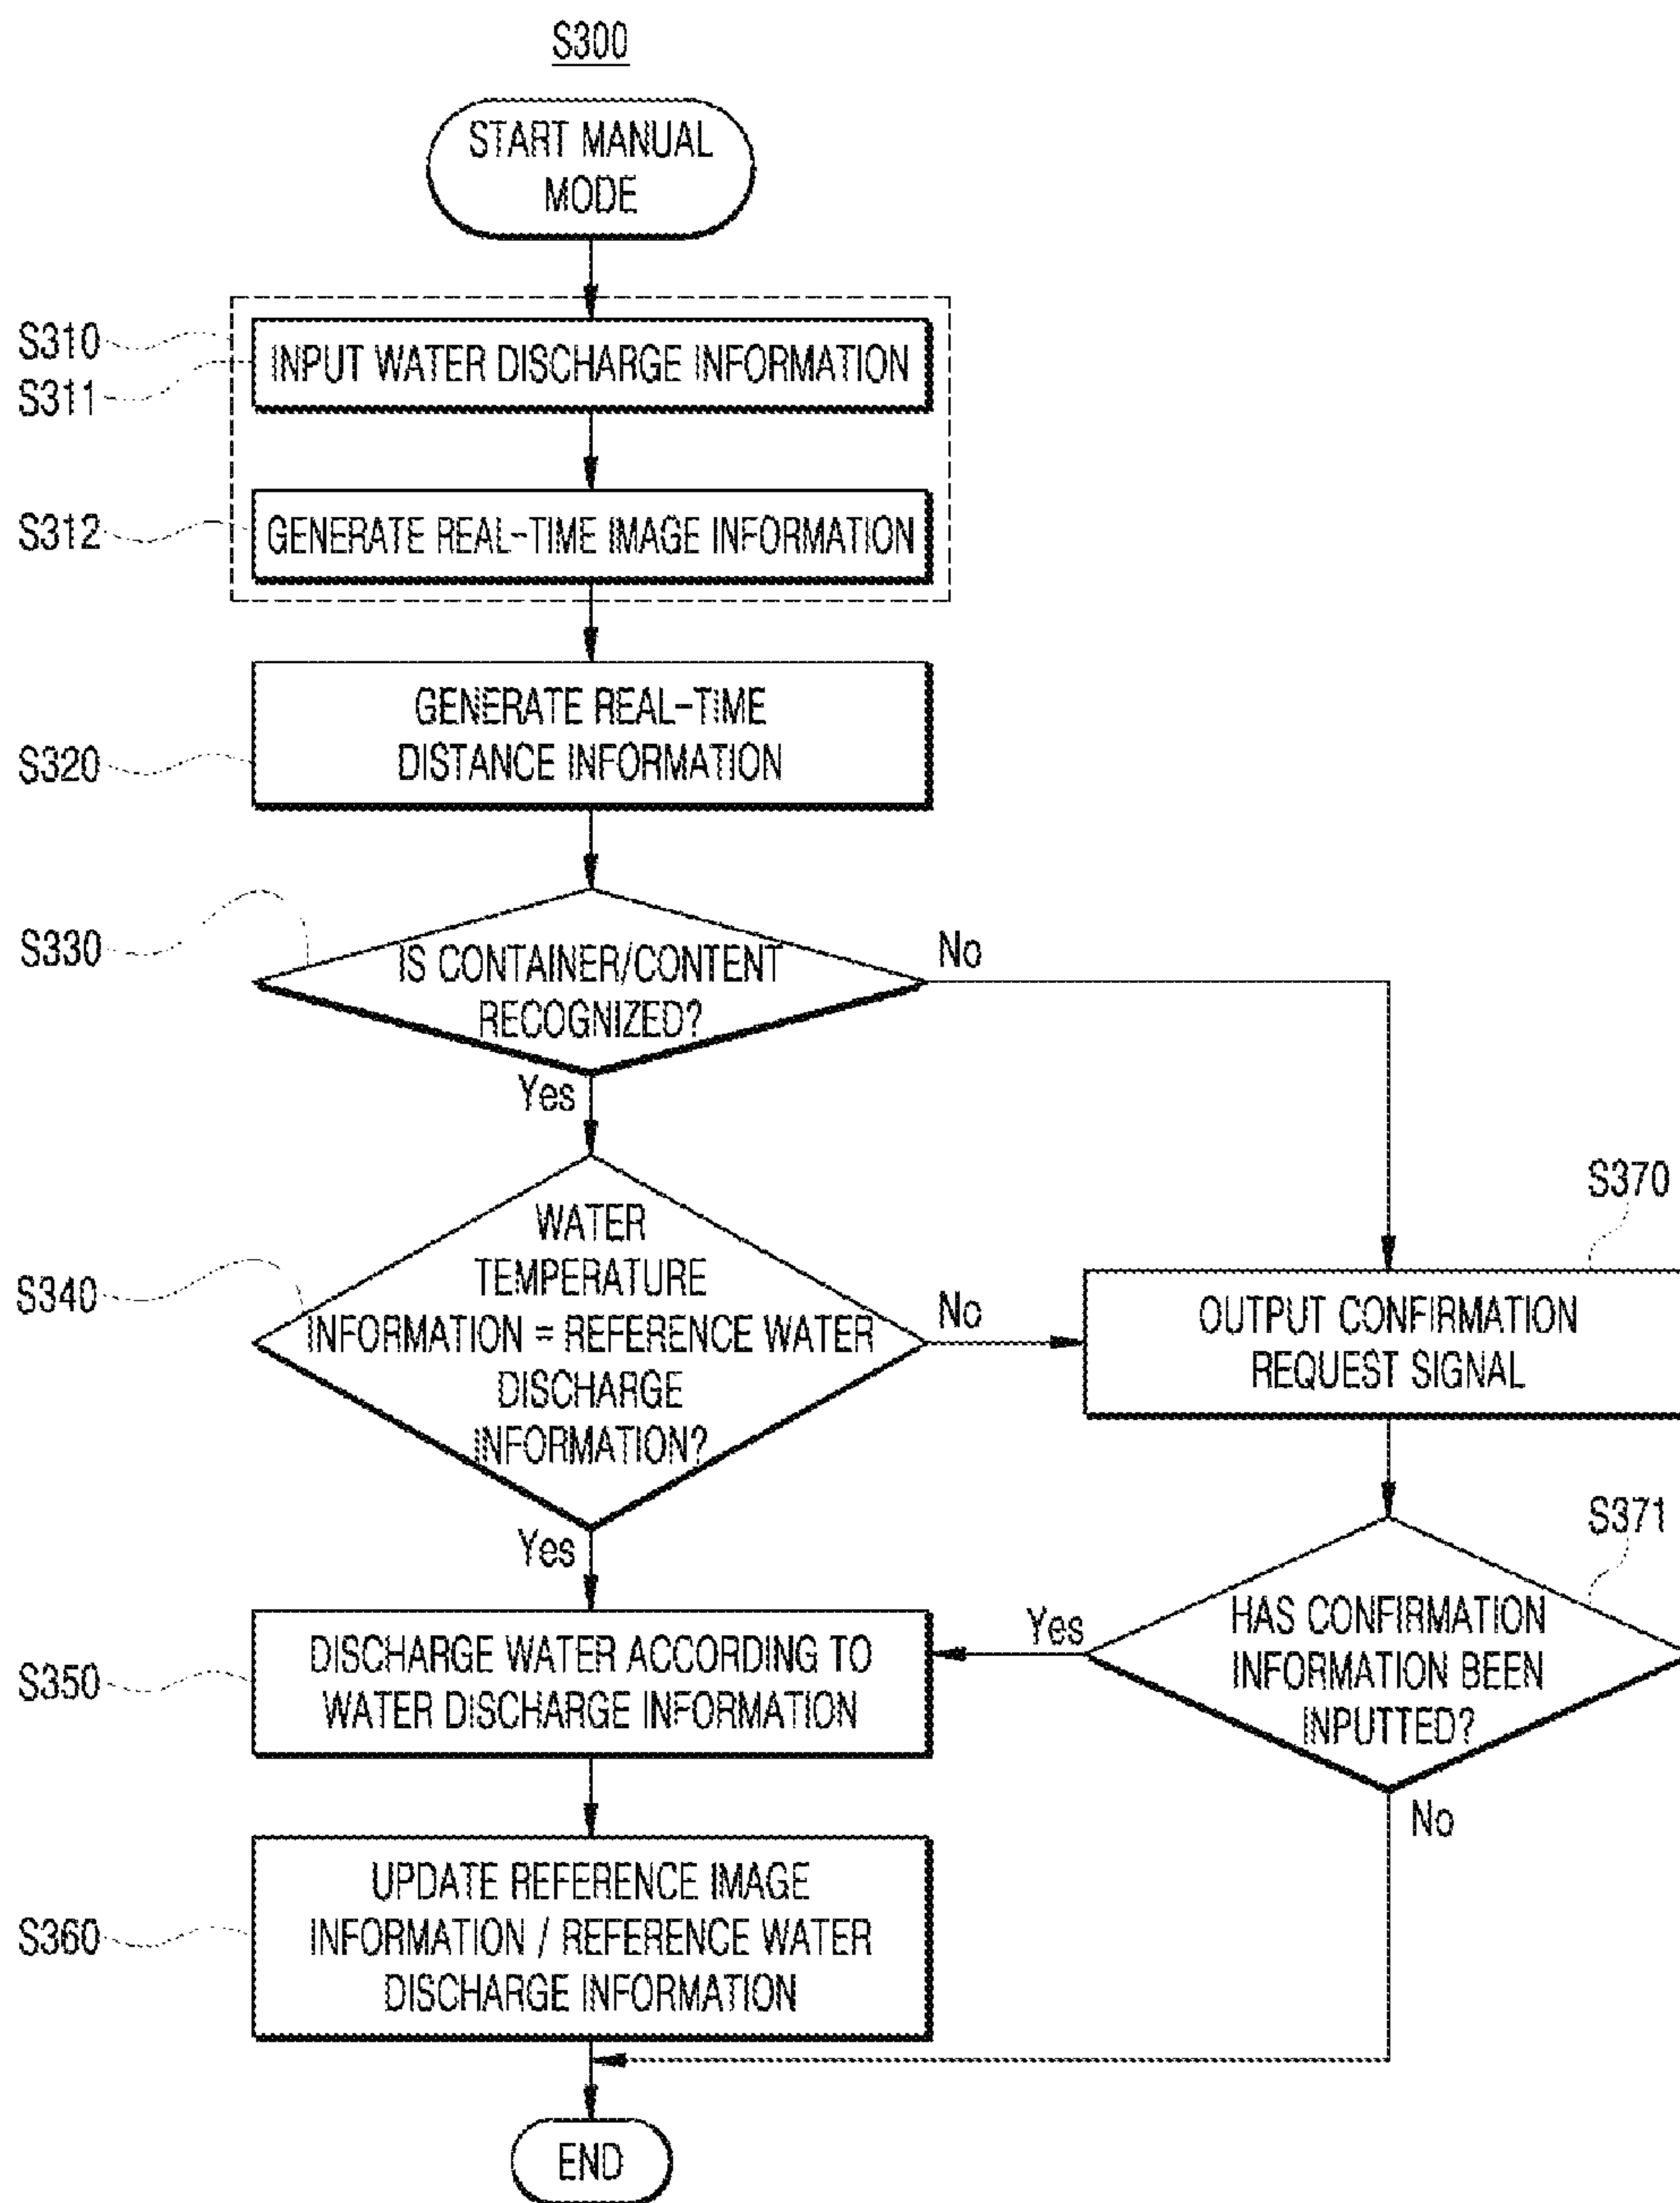 S300
START MANUAL
MODE
S310
S311
INPUT WATER DISCHARGE INFORMATION
S312
GENERATE REAL-TIME IMAGE INFORMATION
S320
GENERATE REAL-TIME
DISTANCE INFORMATION
S330
IS CONTAINER/CONTENT
RECOGNIZED?
No
Yes
S340
WATER
TEMPERATURE
INFORMATION = REFERENCE WATER
DISCHARGE
INFORMATION?
No
Yes
S370
OUTPUT CONFIRMATION
REQUEST SIGNAL
S371
HAS CONFIRMATION
INFORMATION BEEN
INPUTTED?
Yes
No
S350
DISCHARGE WATER ACCORDING TO
WATER DISCHARGE INFORMATION
S360
UPDATE REFERENCE IMAGE
INFORMATION / REFERENCE WATER
DISCHARGE INFORMATION
END